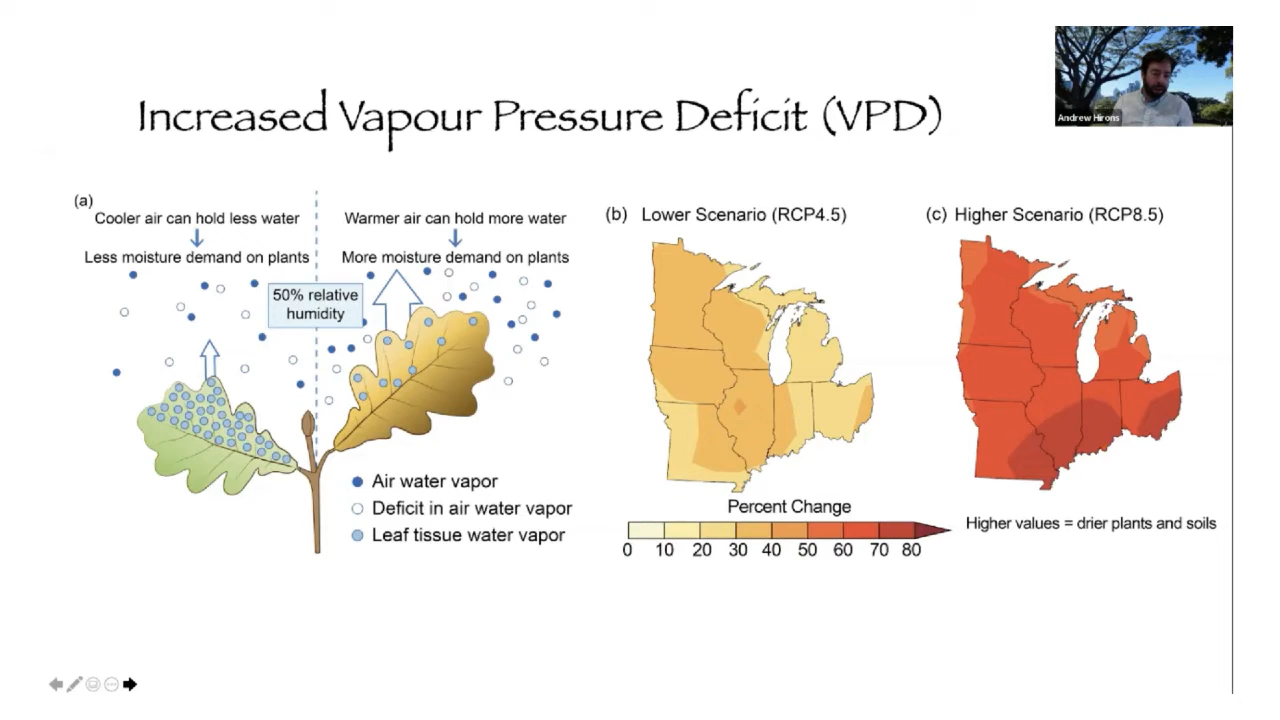 Andrew Hirons
Increased Vapour Pressure Deficit (VPD)
(a)
Cooler air can hold less water
Less moisture demand on plants
Warmer air can hold more water
More moisture demand on plants
50% relative
humidity
Air water vapor
Deficit in air water vapor
Leaf tissue water vapor
(b) Lower Scenario (RCP4.5)
(c) Higher Scenario (RCP8.5)
Percent Change
0 10 20 30 40 50 60 70 80
Higher values = drier plants and soils